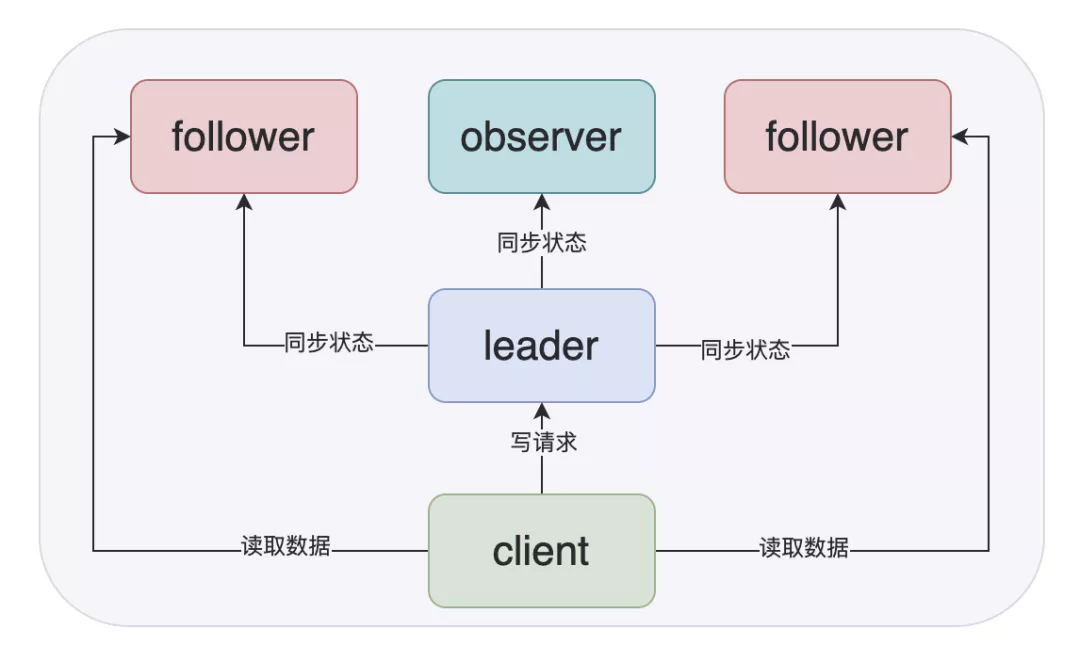 follower
observer
follower
同步状态
同步状态
leader
同步状态
写请求
读取数据
client
读取数据